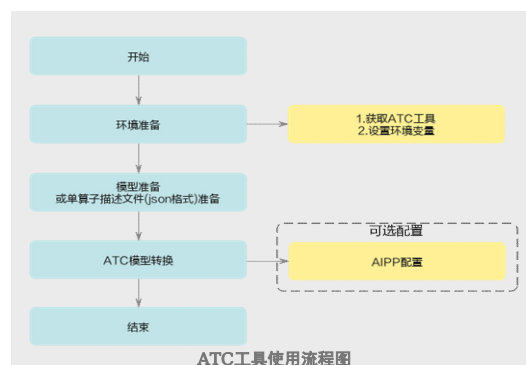 开始
环境准备
1.获取ATC工具
2.设置环境变量
模型准备
或单算子描述文件(json格式)准备
可选配置
ATC模型转换
AIPP配置
结束
ATC工具使用流程图